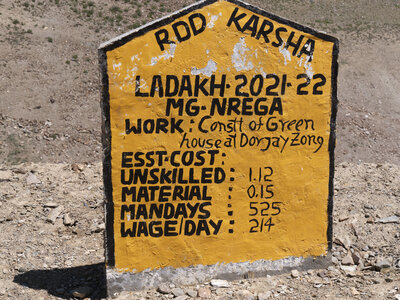 RDD KARSHA
LADAKH-2021-22
MG-NREGA
WORK: Constt of Green
house at Dorjay Zong
ESST-COST:
UNSKILLED: 1.12
MATERIAL : 0.15
MANDAYS : 525
WAGE/DAY: 214